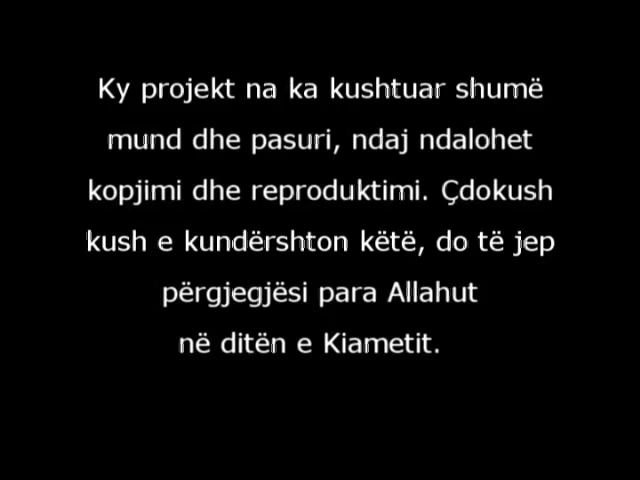 Ky projekt na ka kushtuar shumë
mund dhe pasuri, ndaj ndalohet
kopjimi dhe reproduktimi. Çdokush
kush e kundërshton këtë, do të jep
përgjegjësi para Allahut
në ditën e Kiametit.